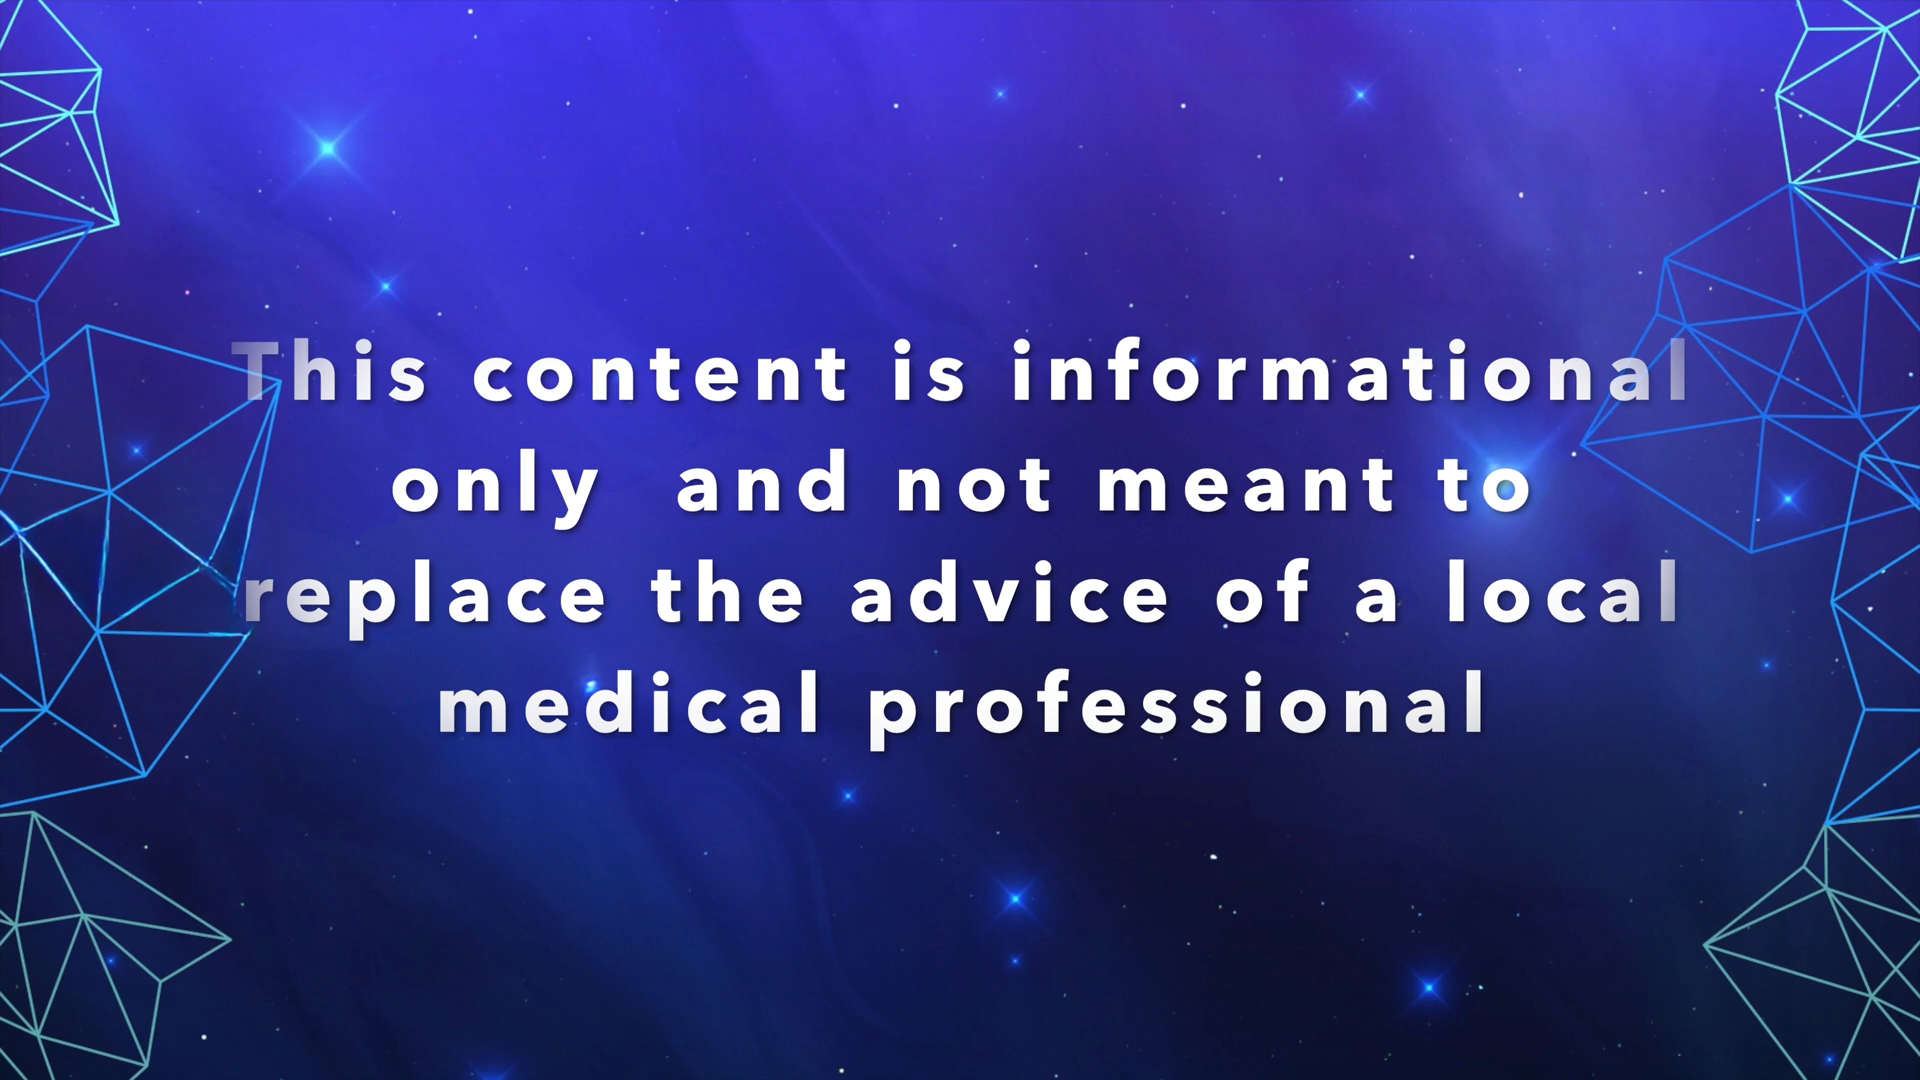 This content is informational
only  and not meant to
replace the advice of a local
medical professional